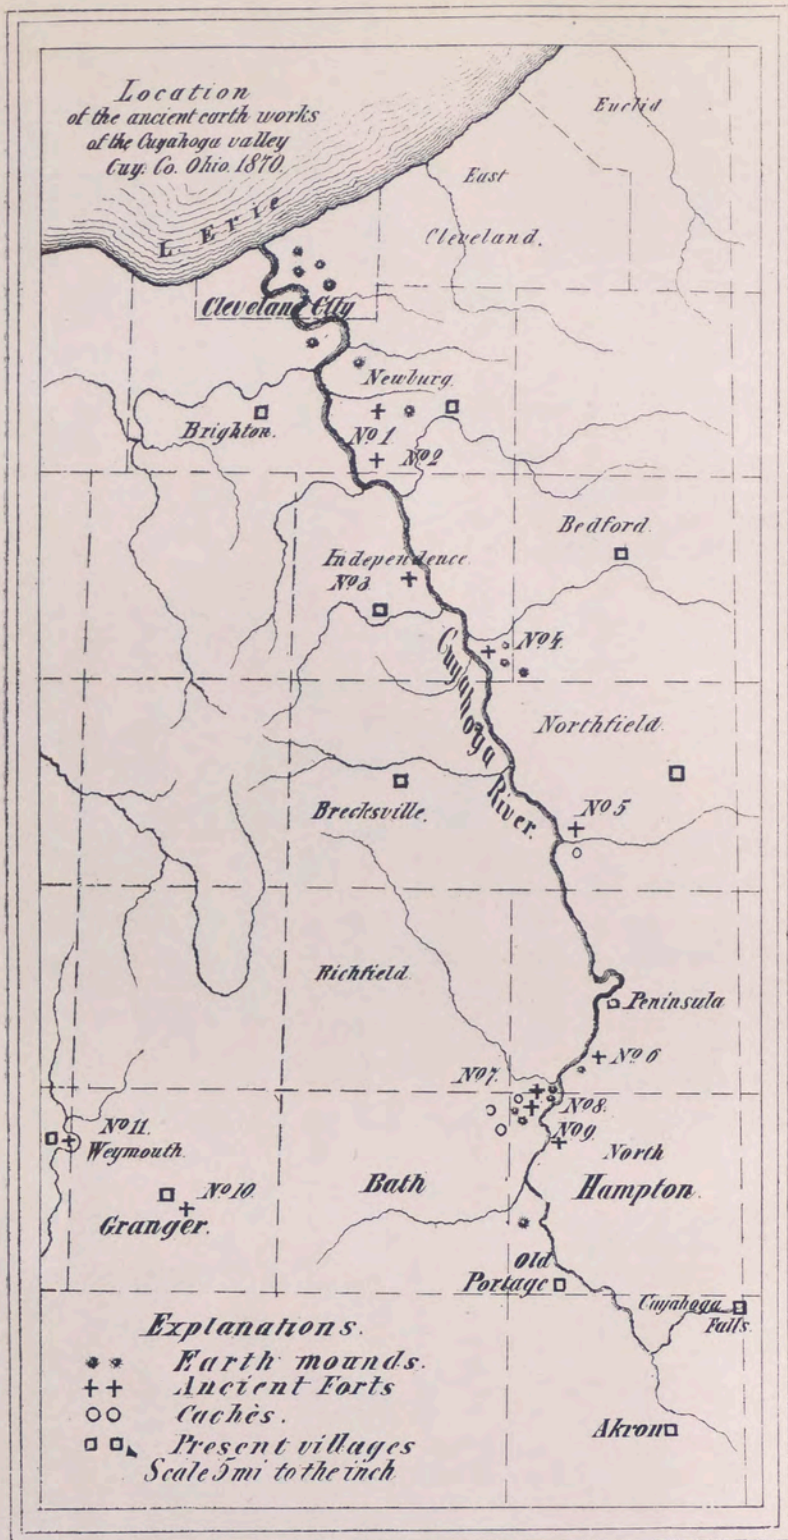 Location
of the ancient earth works
of the Cuyahoga valley
Cuy. Co. Ohio. 1870.
Euclid
East
Cleveland.
L. Erie
Cleveland City
Newburg.
Brighton.
No 1
No 2
Bedford.
Independence
No 3.
No 4.
Cuyahoga
River.
Northfield.
Brecksville.
No 5
Richfield.
Peninsula
No 6
No 7.
No 8.
No 9
No 11.
Weymouth.
North
Hampton.
Bath
No 10.
Granger.
Old
Portage
Cuyahoga
Falls.
Explanations.
Earth mounds.
Ancient Forts
Cachès.
Present villages
Scale 5 mi to the inch
Akron